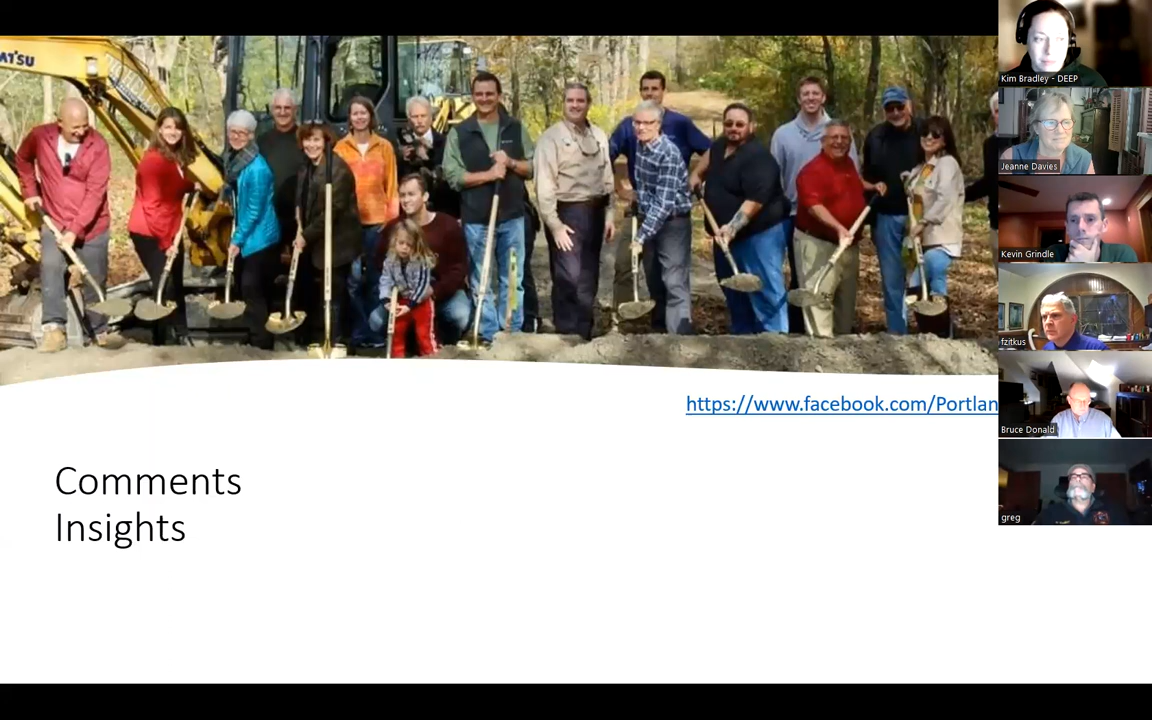 ATSU
https://www.facebook.com/Portlan
Comments
Insights
Kim Bradley - DEEP
Jeanne Davies
Kevin Grindle
fzitkus
Bruce Donald
greg